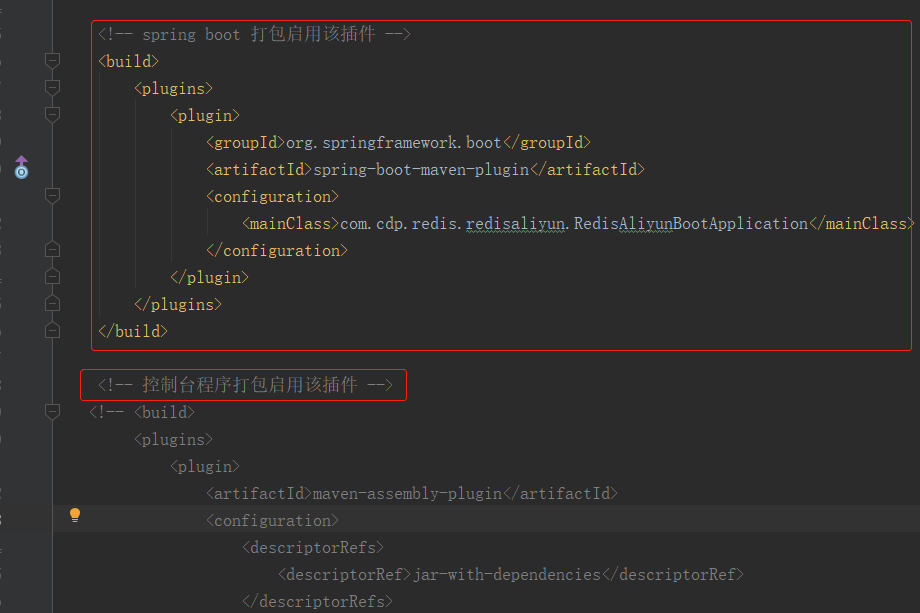 <!-- spring boot 打包启用该插件 -->
<build>
<plugins>
<plugin>
<groupId>org.springframework.boot</groupId>
<artifactId>spring-boot-maven-plugin</artifactId>
<configuration>
<mainClass>com.cdp.redis.redisaliyun.RedisAliyunBootApplication</mainClass>
</configuration>
</plugin>
</plugins>
</build>
<!-- 控制台程序打包启用该插件 -->
<!-- <build>
<plugins>
<plugin>
<artifactId>maven-assembly-plugin</artifactId>
<configuration>
<descriptorRefs>
<descriptorRef>jar-with-dependencies</descriptorRef>
</descriptorRefs>